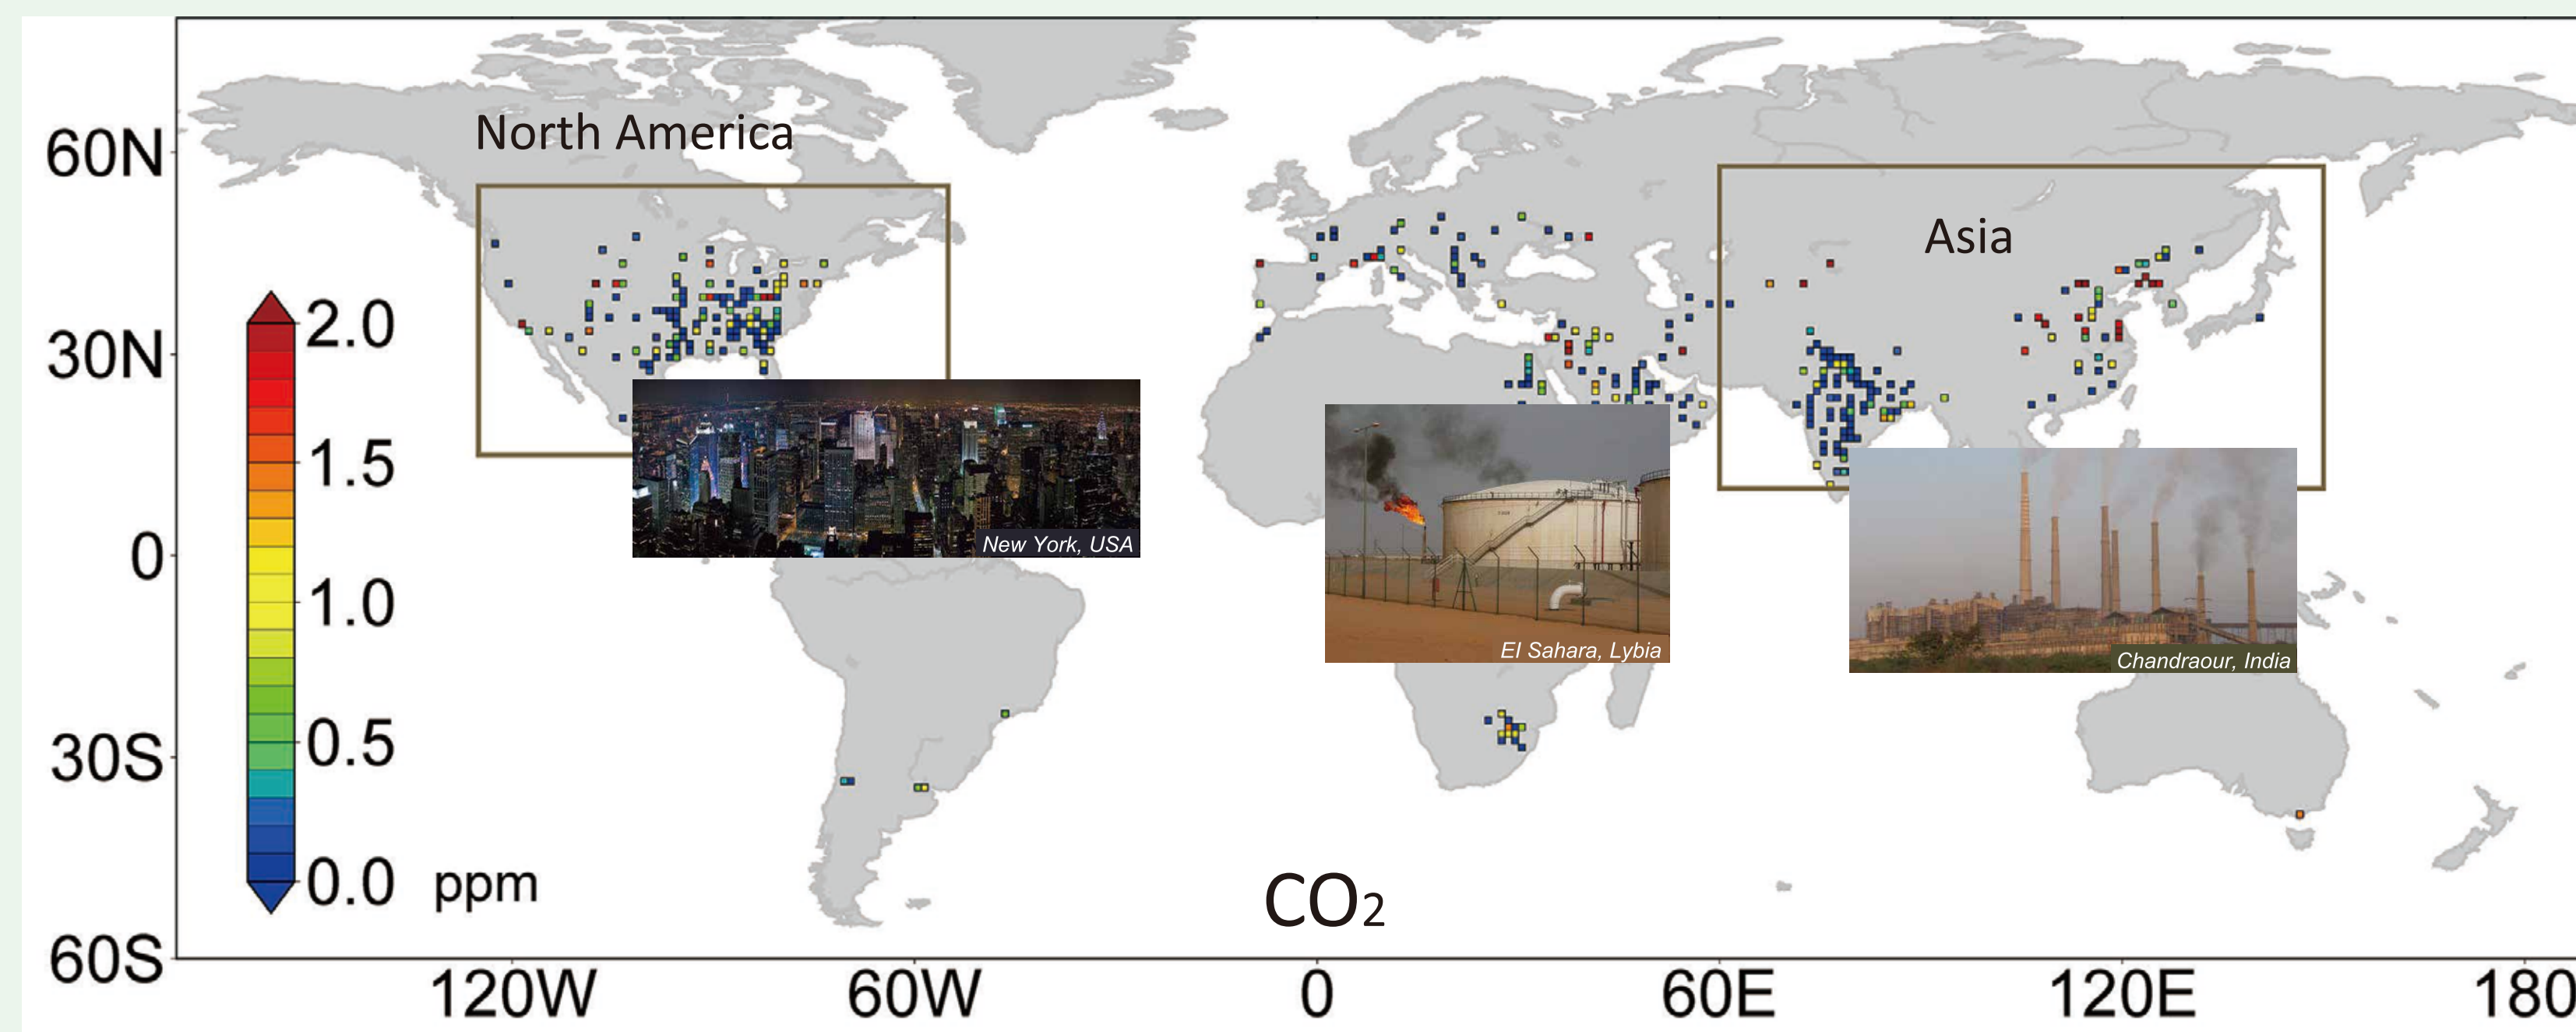 North America
Asia
60N
30N
0
30S
60S
2.0
1.5
1.0
0.5
0.0 ppm
New York, USA
El Sahara, Lybia
Chandraour, India
CO₂
120W 60W 0 60E 120E 180